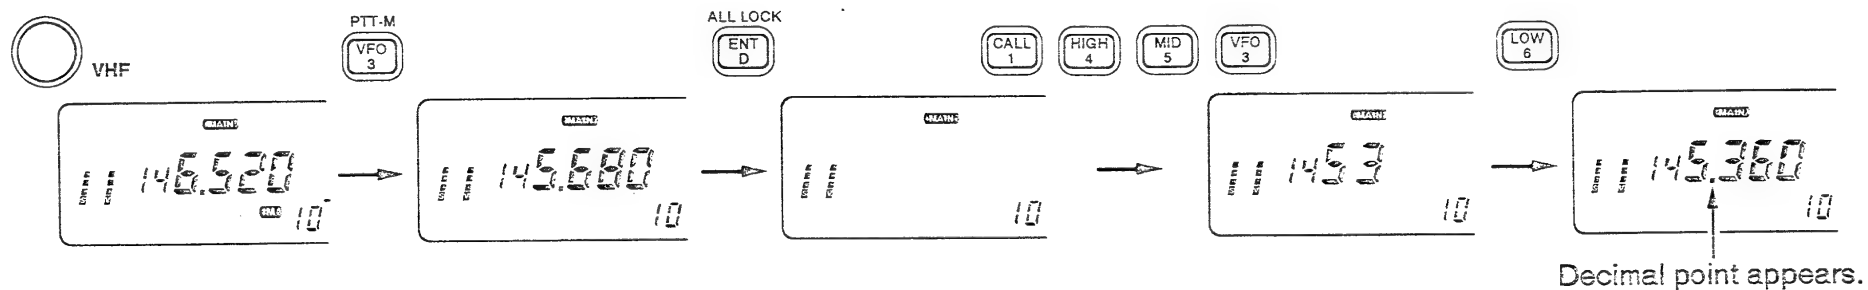 PTT-M
ALL LOCK
VHF
VFO
3
ENT
D
CALL
1
HIGH
4
MID
5
VFO
3
LOW
6
MAIN
146.520
10
MAIN
145.680
10
MAIN
10
MAIN
1453
10
MAIN
145.360
10
Decimal point appears.